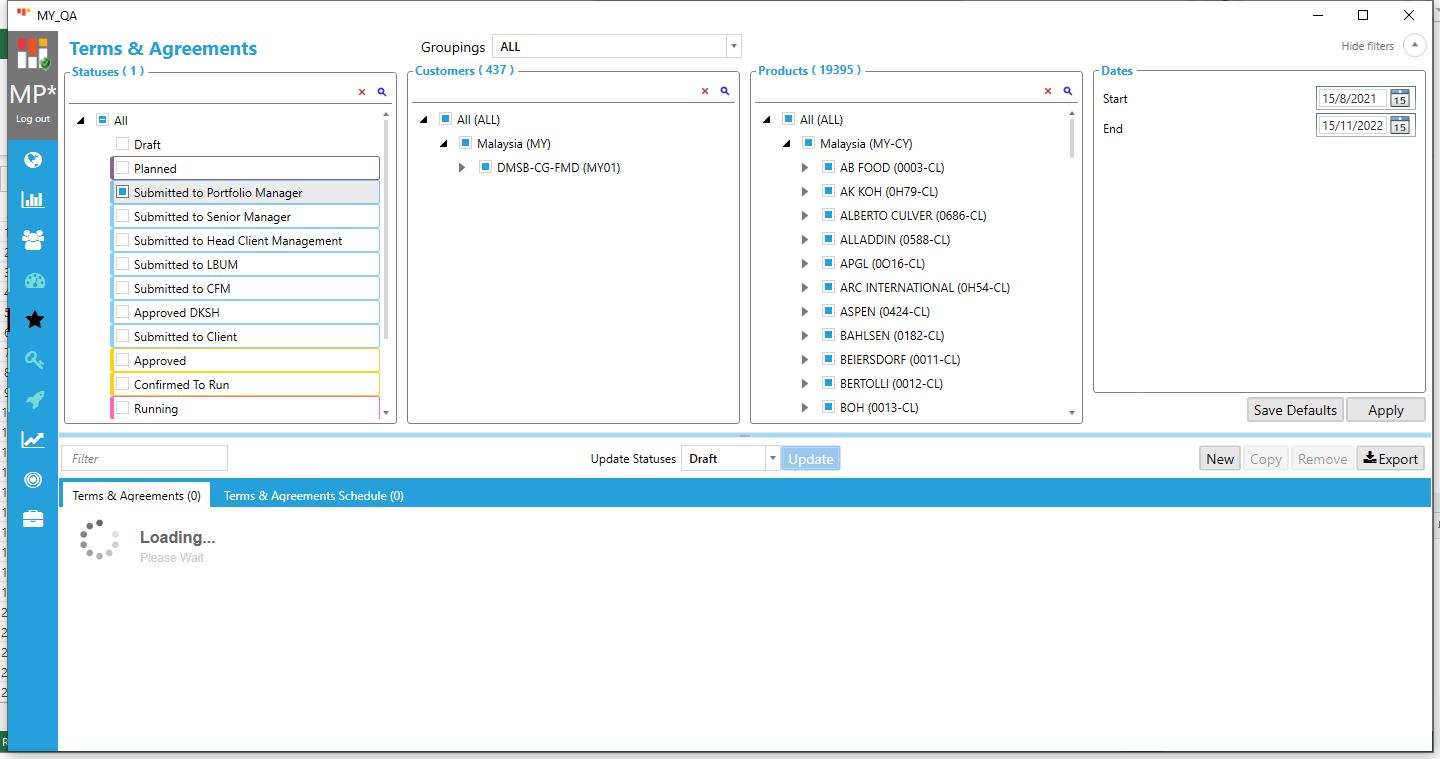 MY_QA
MP*
Log out
Terms & Agreements
Groupings
ALL
Hide filters
Statuses ( 1 )
All
Draft
Planned
Submitted to Portfolio Manager
Submitted to Senior Manager
Submitted to Head Client Management
Submitted to LBUM
Submitted to CFM
Approved DKSH
Submitted to Client
Approved
Confirmed To Run
Running
Customers ( 437 )
All (ALL)
Malaysia (MY)
DMSB-CG-FMD (MY01)
Products ( 19395 )
All (ALL)
Malaysia (MY-CY)
AB FOOD (0003-CL)
AK KOH (0H79-CL)
ALBERTO CULVER (0686-CL)
ALLADDIN (0588-CL)
APGL (0O16-CL)
ARC INTERNATIONAL (0H54-CL)
ASPEN (0424-CL)
BAHLSEN (0182-CL)
BEIERSDORF (0011-CL)
BERTOLLI (0012-CL)
BOH (0013-CL)
Dates
Start
15/8/2021
15
End
15/11/2022
15
Save Defaults
Apply
Filter
Update Statuses
Draft
Update
New
Copy
Remove
Export
Terms & Agreements (0)
Terms & Agreements Schedule (0)
Loading...
Please Wait